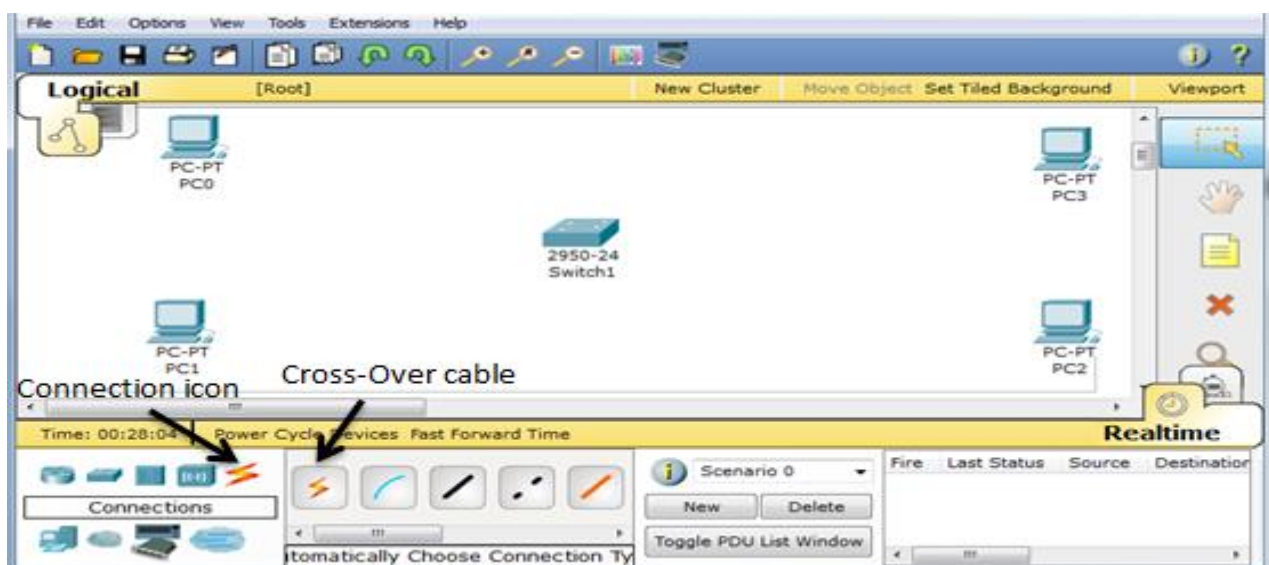 File Edit Options View Tools Extensions Help
Logical [Root] New Cluster Move Object Set Tiled Background Viewport
PC-PT
PC0
PC-PT
PC3
2950-24
Switch1
PC-PT
PC1
PC-PT
PC2
Connection icon
Cross-Over cable
Time: 00:28:04 Power Cycle Devices Fast Forward Time Realtime
Connections
utomatically Choose Connection Ty
Scenario 0
New Delete
Toggle PDU List Window
Fire Last Status Source Destination